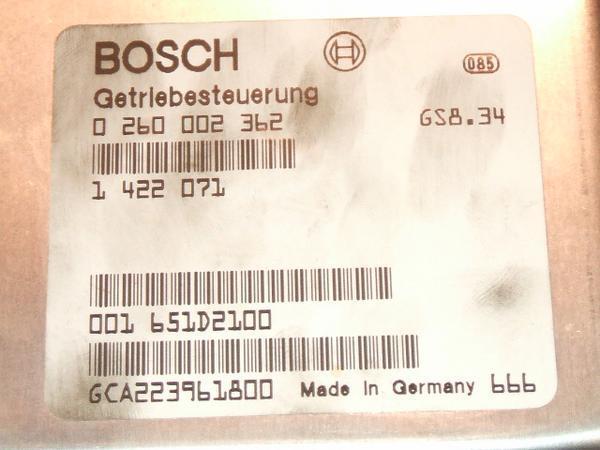 BOSCH
085
Getriebesteuerung
0 260 002 362 GS8.34
1 422 071
001 651D2100
GCA223961800 Made in Germany 666